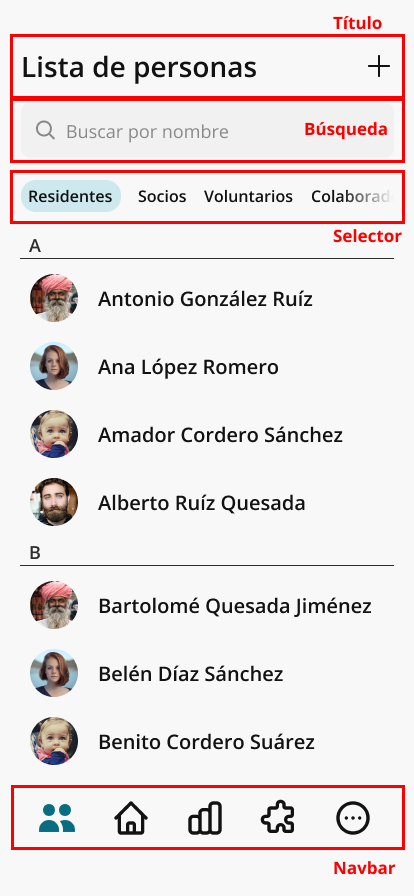 Título
Lista de personas
Buscar por nombre
Búsqueda
Residentes Socios Voluntarios Colaborad
Selector
A
Antonio González Ruíz
Ana López Romero
Amador Cordero Sánchez
Alberto Ruíz Quesada
B
Bartolomé Quesada Jiménez
Belén Díaz Sánchez
Benito Cordero Suárez
Navbar